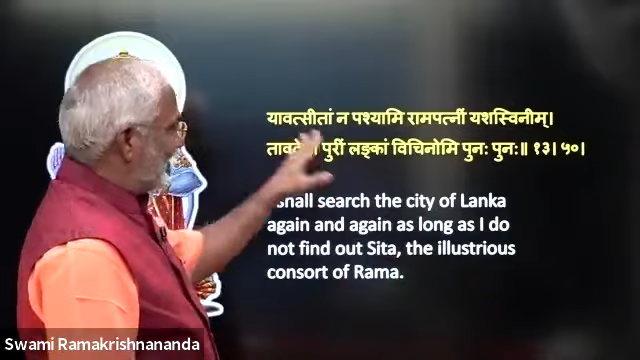 यावत्सीतां न पश्यामि रामपत्नीं यशस्विनीम्।
पुरीं लङ्कां विचिनोमि पुनः पुनः॥ १३। ५०।
shall search the city of Lanka
again and again as long as I do
not find out Sita, the illustrious
consort of Rama.
Swami Ramakrishnananda